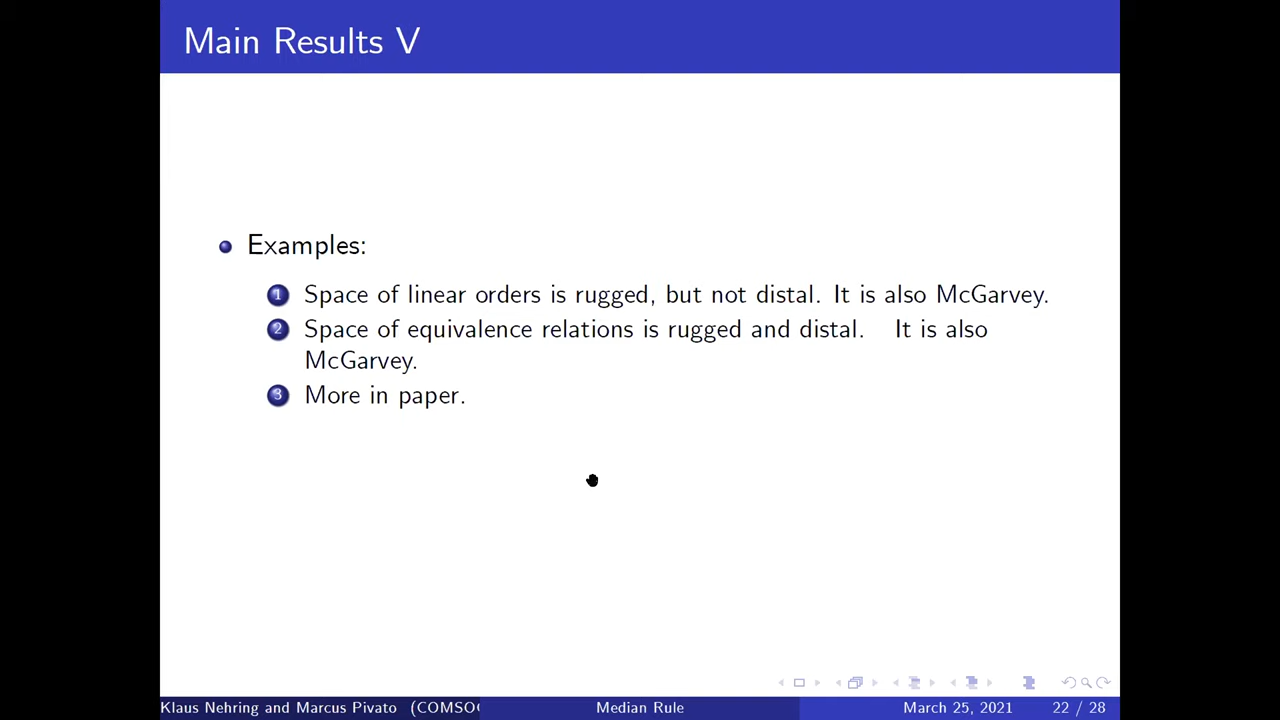 Main Results V
Examples:
1 Space of linear orders is rugged, but not distal. It is also McGarvey.
2 Space of equivalence relations is rugged and distal. It is also
McGarvey.
3 More in paper.
Klaus Nehring and Marcus Pivato (COMSOC Median Rule March 25, 2021 22 / 28